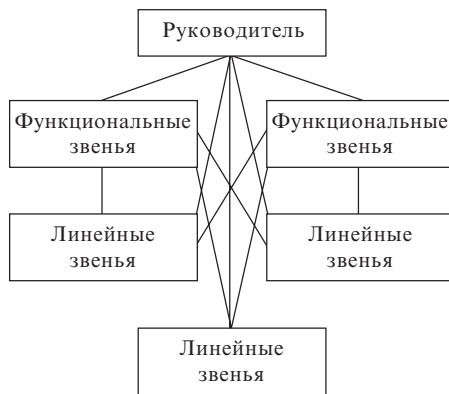 Руководитель
Функциональные
звенья
Функциональные
звенья
Линейные
звенья
Линейные
звенья
Линейные
звенья